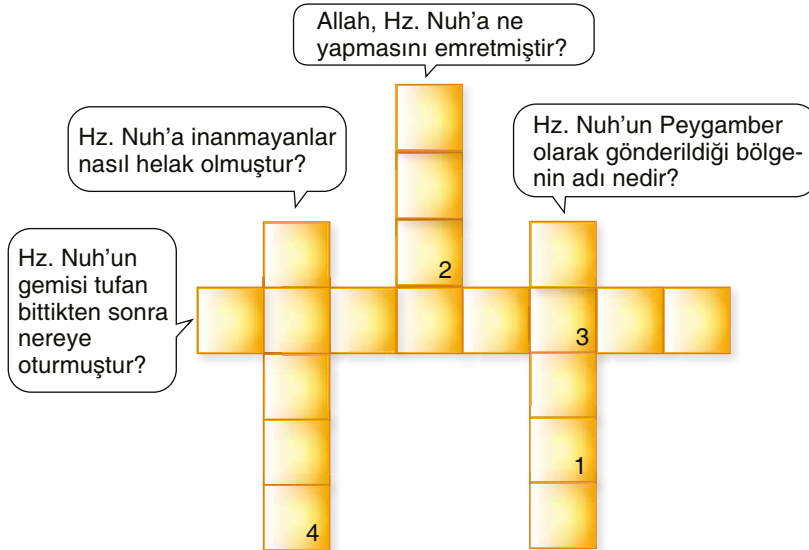 Allah, Hz. Nuh'a ne
yapmasını emretmiştir?
Hz. Nuh'a inanmayanlar
nasıl helak olmuştur?
Hz. Nuh'un Peygamber
olarak gönderildiği bölge-
nin adı nedir?
Hz. Nuh'un
gemisi tufan
bittikten sonra
nereye
oturmuştur?
2
3
1
4